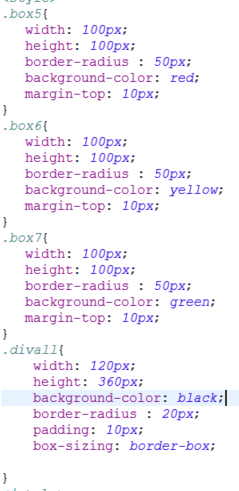 .box5{
width: 100px;
height: 100px;
border-radius : 50px;
background-color: red;
margin-top: 10px;
}
.box6{
width: 100px;
height: 100px;
border-radius : 50px;
background-color: yellow;
margin-top: 10px;
}
.box7{
width: 100px;
height: 100px;
border-radius : 50px;
background-color: green;
margin-top: 10px;
}
.divall{
width: 120px;
height: 360px;
background-color: black;
border-radius : 20px;
padding: 10px;
box-sizing: border-box;
}